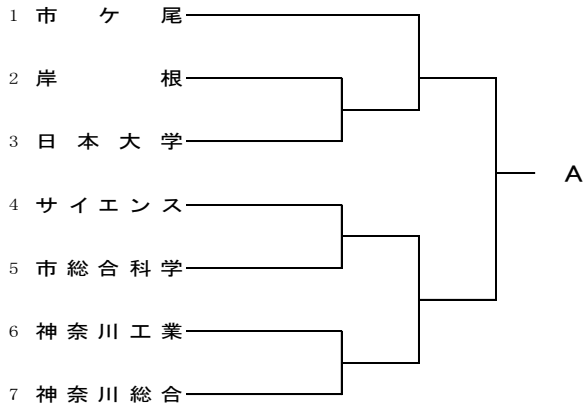 1 市ケ尾
2 岸根
3 日本大学
A
4 サイエンス
5 市総合科学
6 神奈川工業
7 神奈川総合